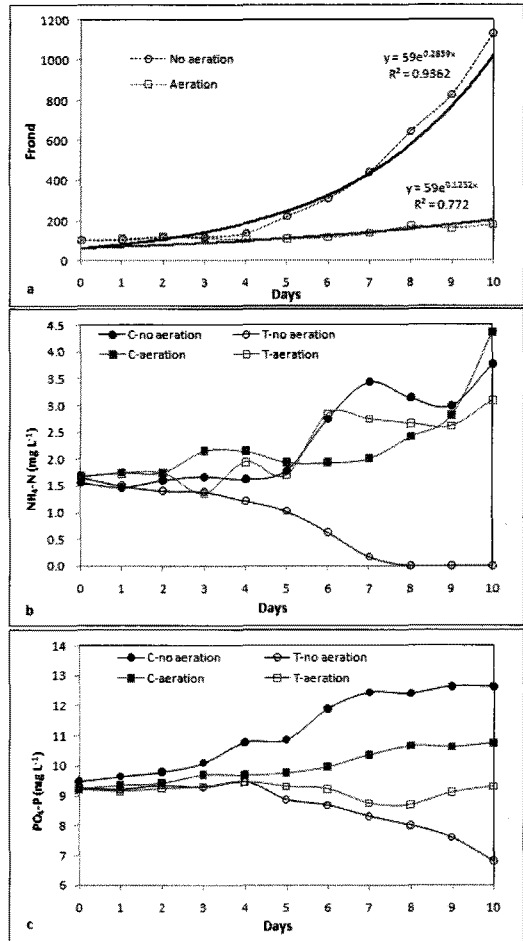 1200
1000
800
600
400
200
0
Frond
No aeration
Aeration
y = 59e^0.2859x
R² = 0.9362
y = 59e^0.1252x
R² = 0.772
0 1 2 3 4 5 6 7 8 9 10
Days
a
4.5
4.0
3.5
3.0
2.5
2.0
1.5
1.0
0.5
0.0
NH₄-N (mg L⁻¹)
C-no aeration
T-no aeration
C-aeration
T-aeration
0 1 2 3 4 5 6 7 8 9 10
Days
b
14
13
12
11
10
9
8
7
6
PO₄-P (mg L⁻¹)
C-no aeration
T-no aeration
C-aeration
T-aeration
0 1 2 3 4 5 6 7 8 9 10
Days
c